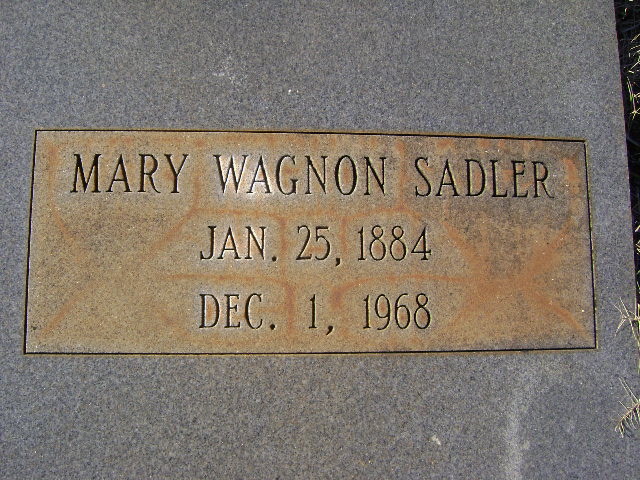 MARY WAGNON SADLER
JAN. 25, 1884
DEC. 1, 1968